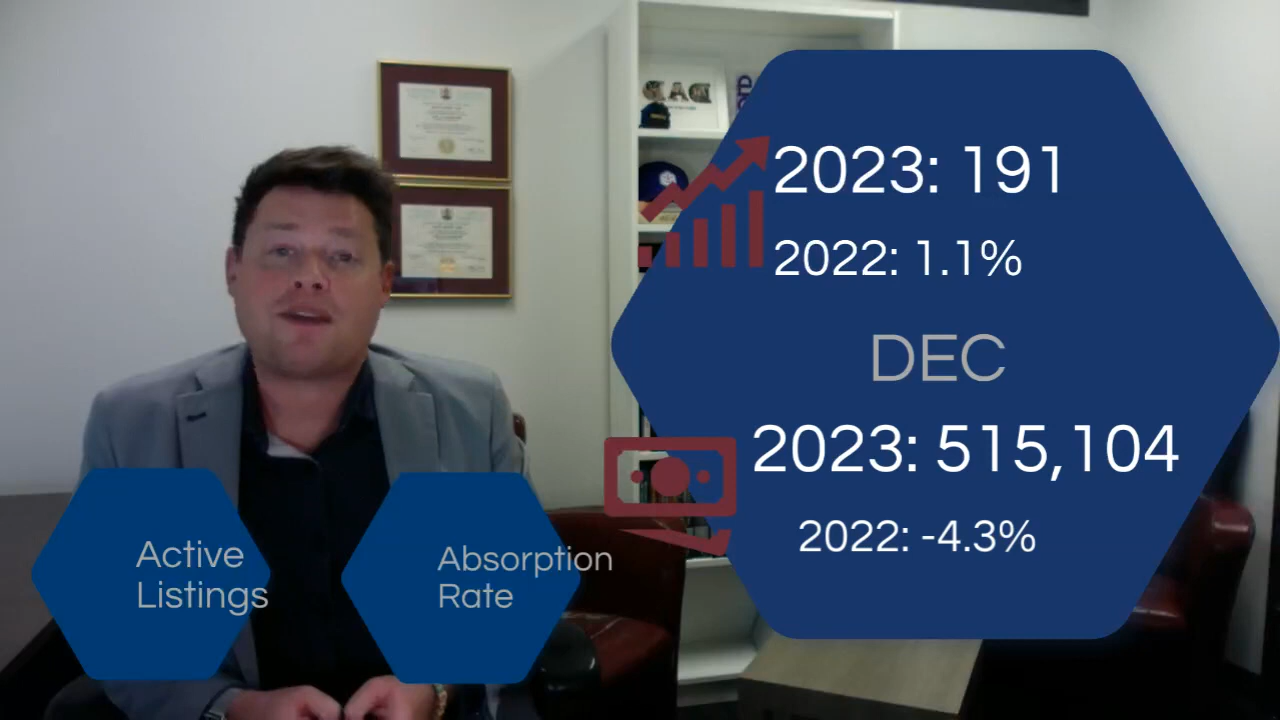 2023: 191
2022: 1.1%
DEC
2023: 515,104
2022: -4.3%
Active
Listings
Absorption
Rate